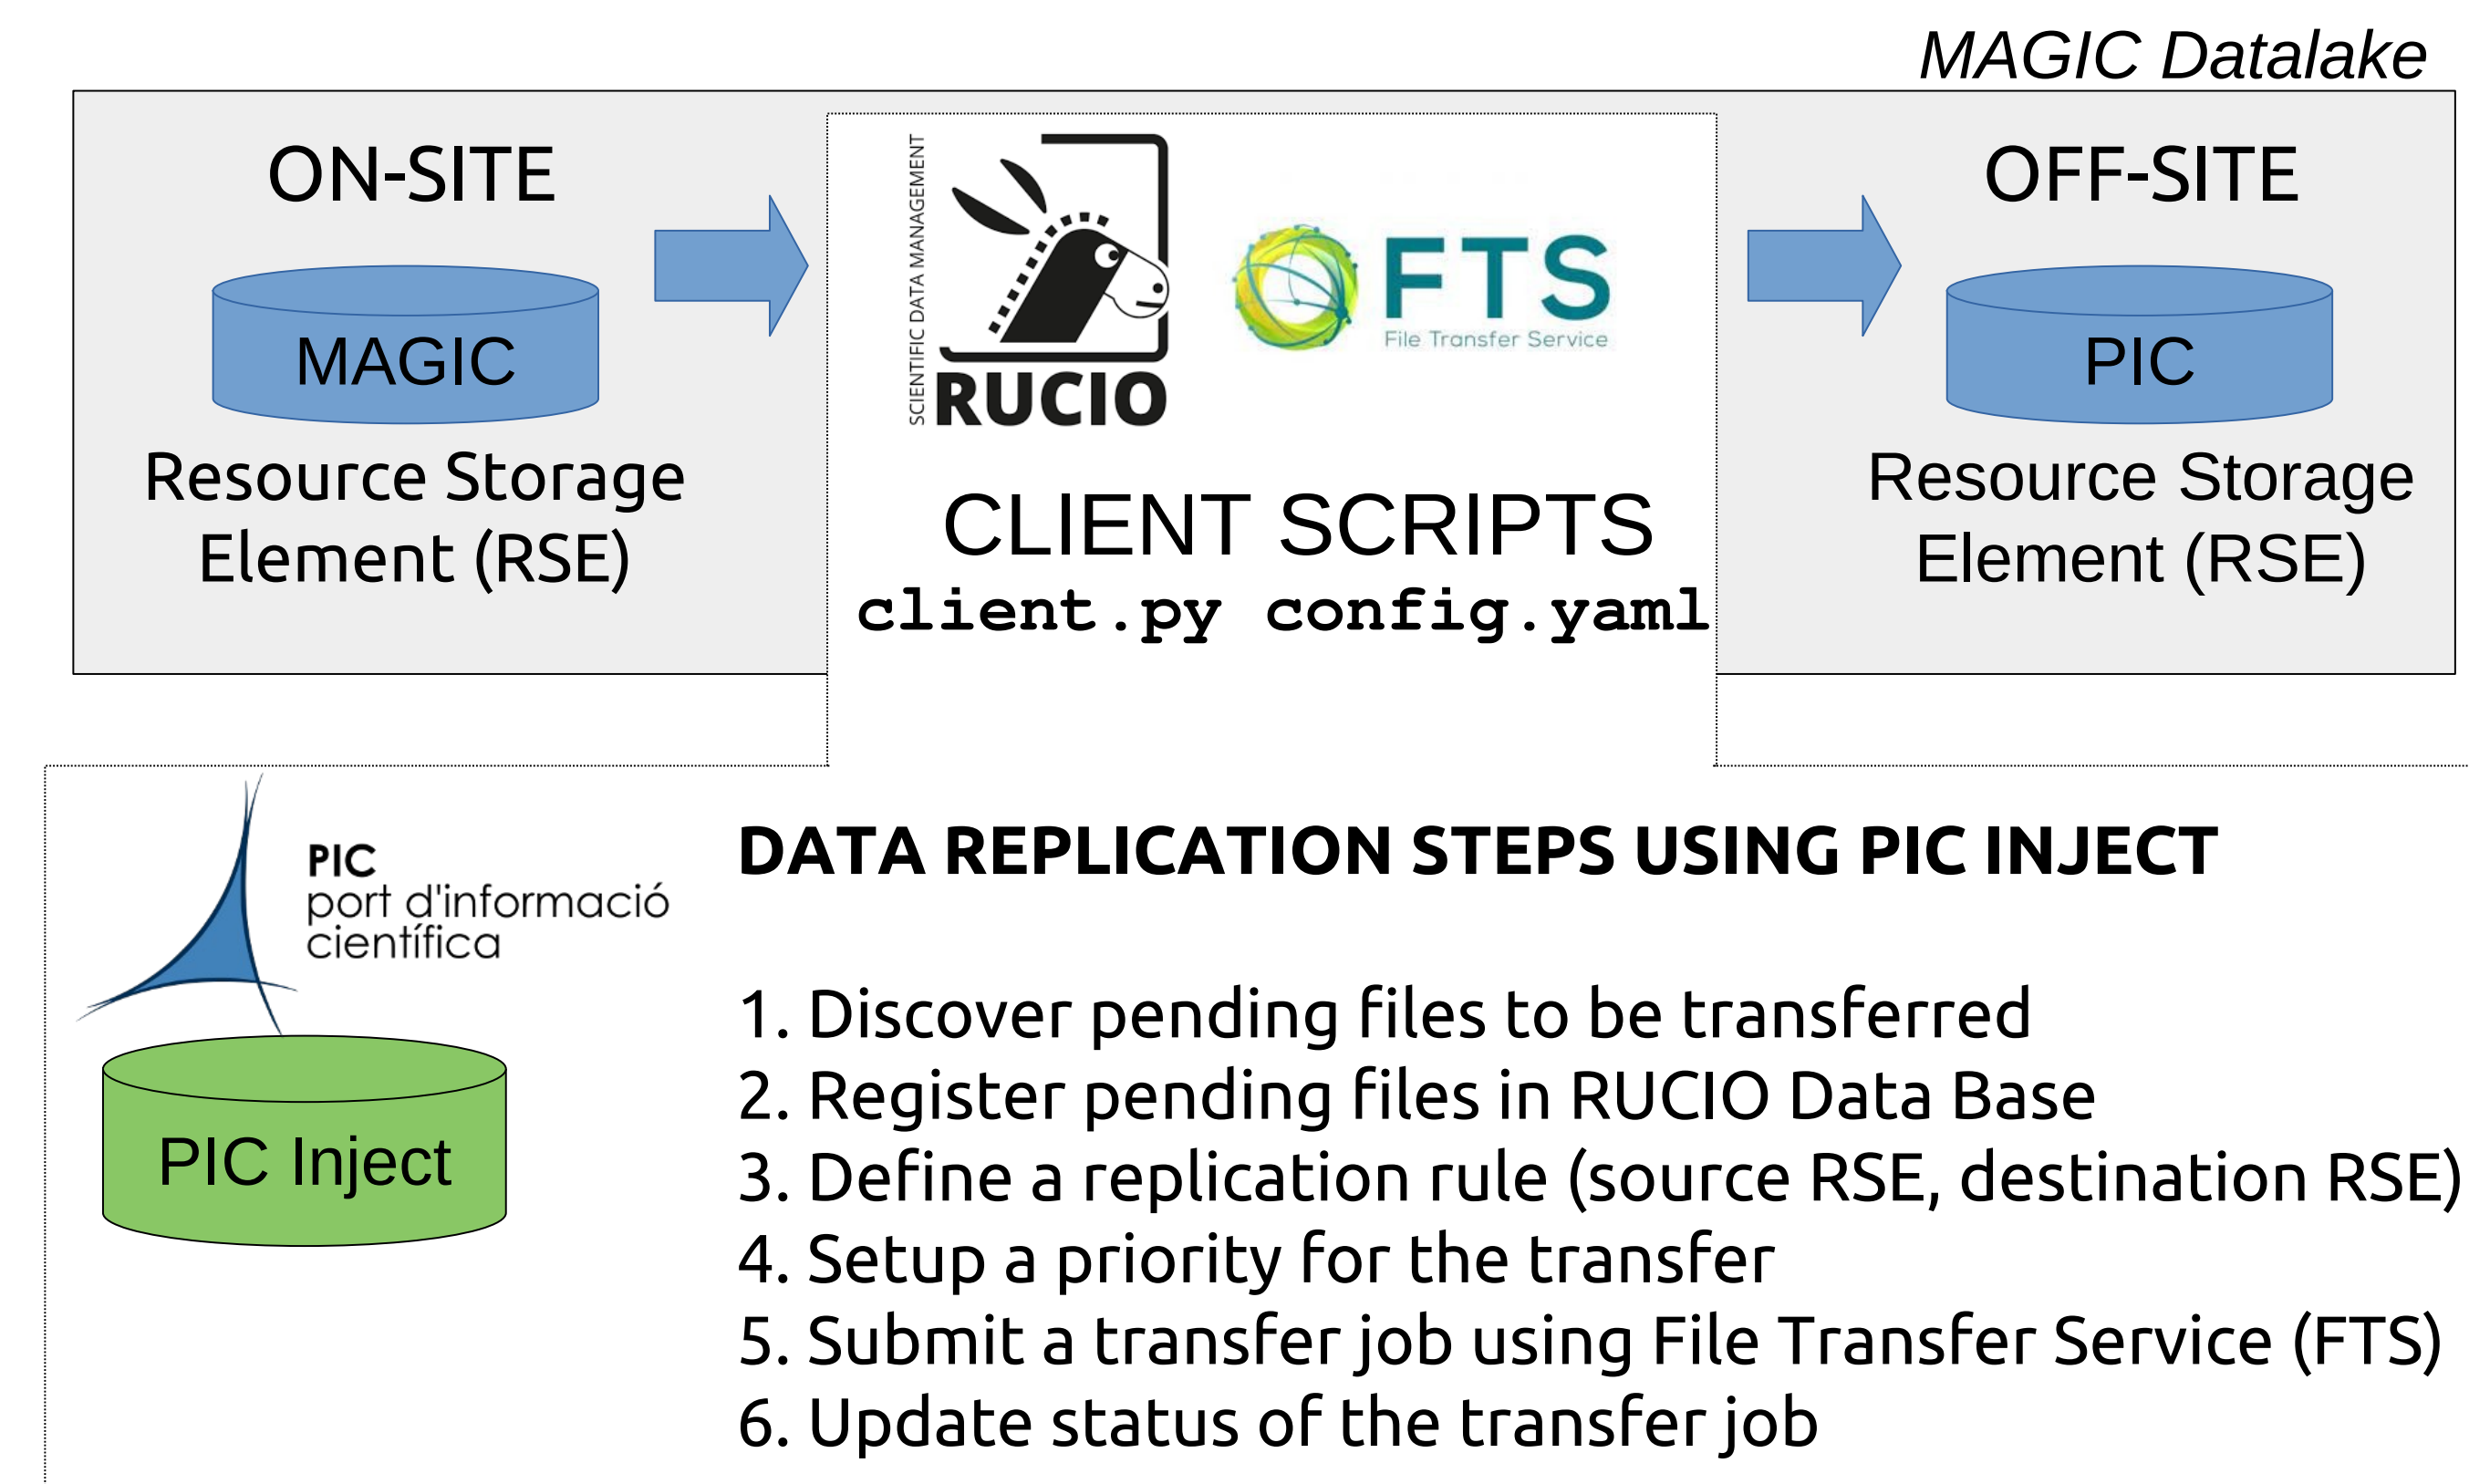 MAGIC Datalake
ON-SITE
MAGIC
Resource Storage
Element (RSE)
SCIENTIFIC DATA MANAGEMENT
RUCIO
FTS
File Transfer Service
CLIENT SCRIPTS
client.py config.yaml
OFF-SITE
PIC
Resource Storage
Element (RSE)
PIC
port d'informació
científica
PIC Inject
DATA REPLICATION STEPS USING PIC INJECT
1. Discover pending files to be transferred
2. Register pending files in RUCIO Data Base
3. Define a replication rule (source RSE, destination RSE)
4. Setup a priority for the transfer
5. Submit a transfer job using File Transfer Service (FTS)
6. Update status of the transfer job